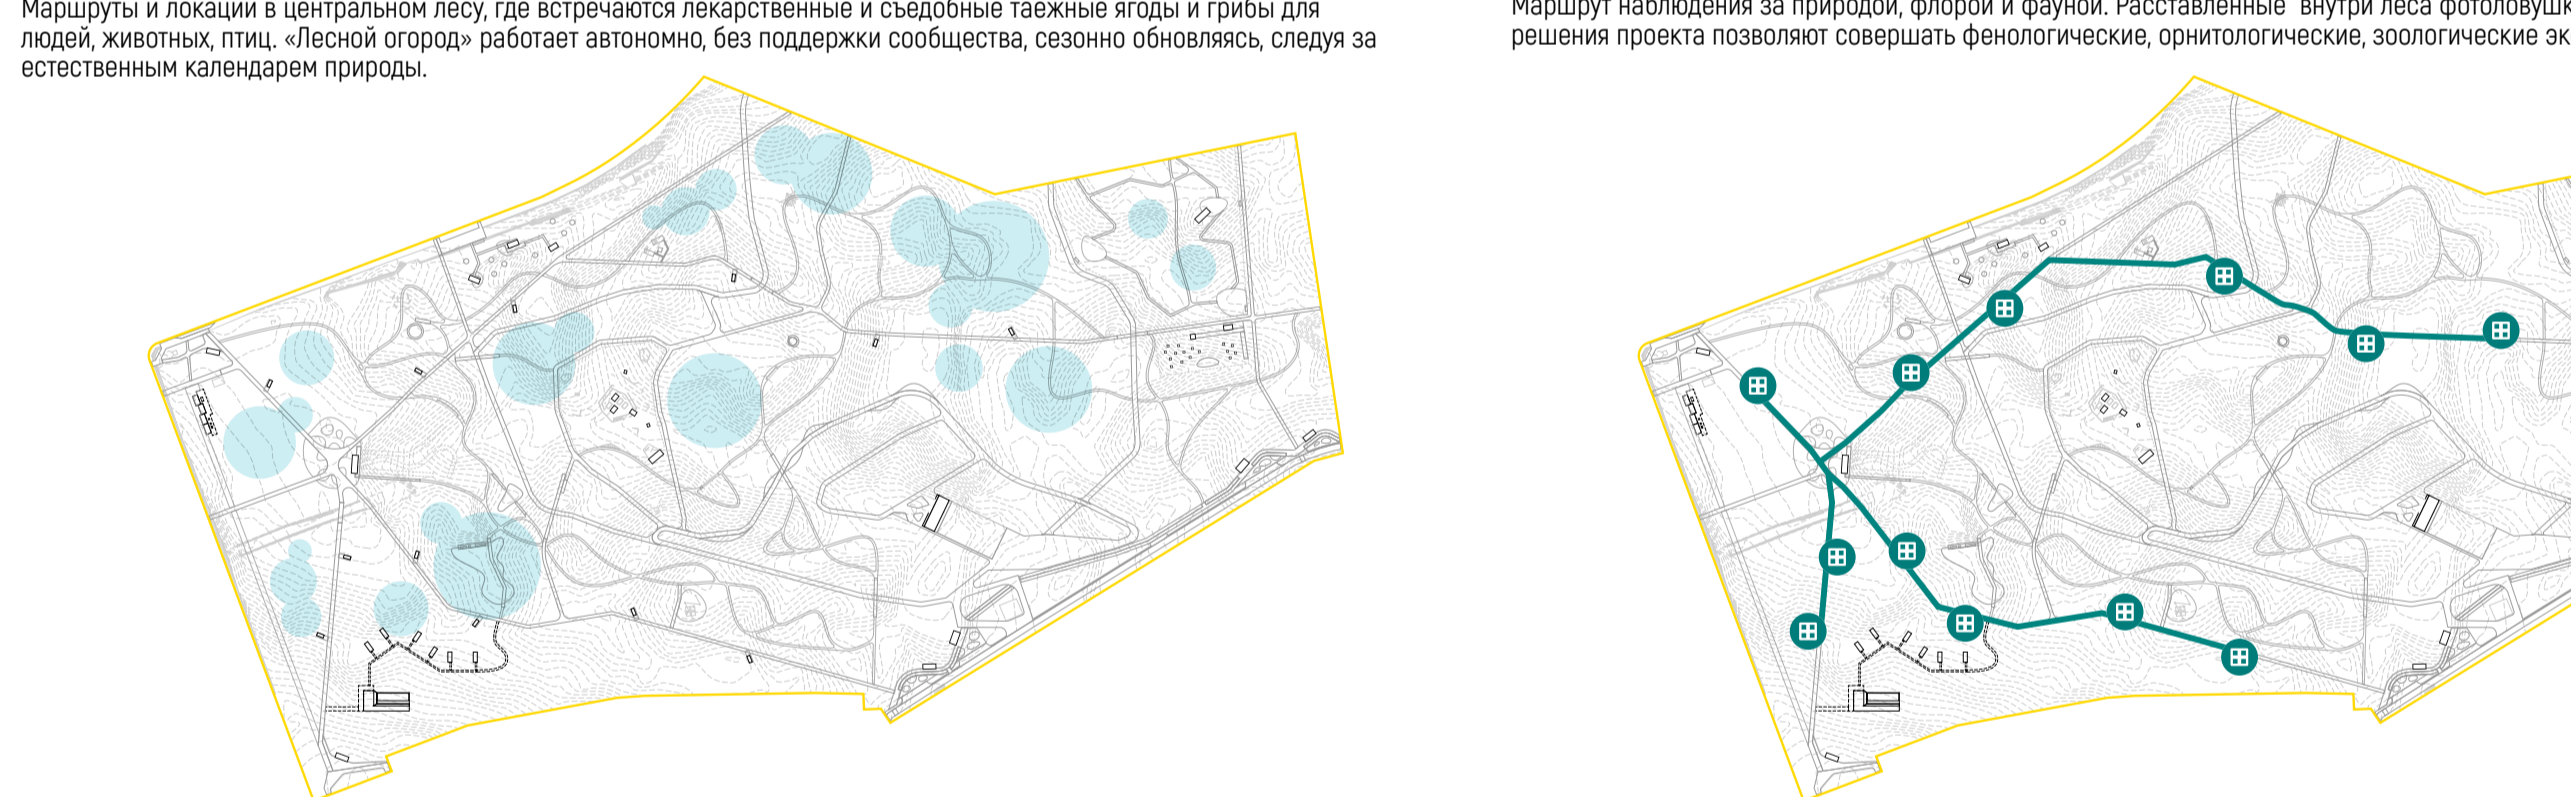 Маршруты и локации в центральном лесу, где встречаются лекарственные и съедобные таежные ягоды и грибы для
людей, животных, птиц. «Лесной огород» работает автономно, без поддержки сообщества, сезонно обновляясь, следуя за
естественным календарем природы.
Маршрут наблюдения за природой, флорой и фауной. Расставленные внутри леса
решения проекта позволяют совершать фенологические, орнитологические, зоологические